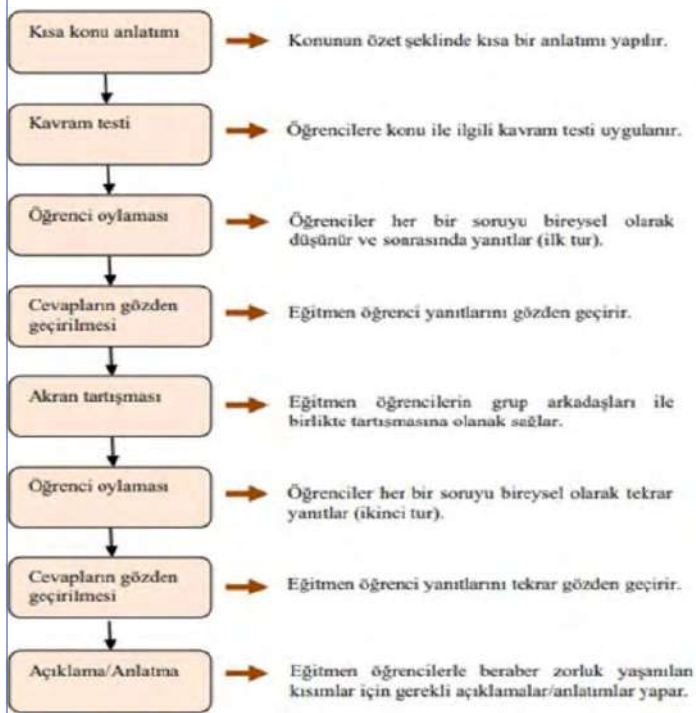 Kısa konu anlatımı
Konunun özet şeklinde kısa bir anlatımı yapılır.
Kavram testi
Öğrencilere konu ile ilgili kavram testi uygulanır.
Öğrenci oylaması
Öğrenciler her bir soruyu bireysel olarak
düşünür ve sonrasında yanıtlar (ilk tur).
Cevapların gözden
geçirilmesi
Eğitmen öğrenci yanıtlarını gözden geçirir.
Akran tartışması
Eğitmen öğrencilerin grup arkadaşları ile
birlikte tartışmasına olanak sağlar.
Öğrenci oylaması
Öğrenciler her bir soruyu bireysel olarak tekrar
yanıtlar (ikinci tur).
Cevapların gözden
geçirilmesi
Eğitmen öğrenci yanıtlarını tekrar gözden geçirir.
Açıklama/Anlatma
Eğitmen öğrencilerle beraber zorluk yaşanılan
kısımlar için gerekli açıklamalar/anlatımlar yapar.